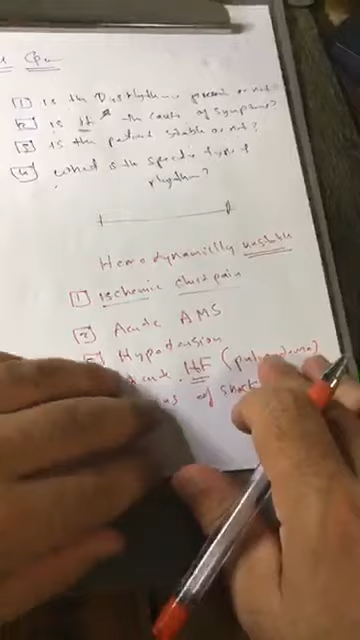 [1] Is the Dysrhythmia present or not?
[2] is it the cause of symptoms?
[3] is the patient stable or not?
[4] what is the specific type of
rhythm?
Hemodynamically unstable
[1] Ischemic chest pain
[2] Acute AMS
Hypotension
HF (pulm edema)
of shock